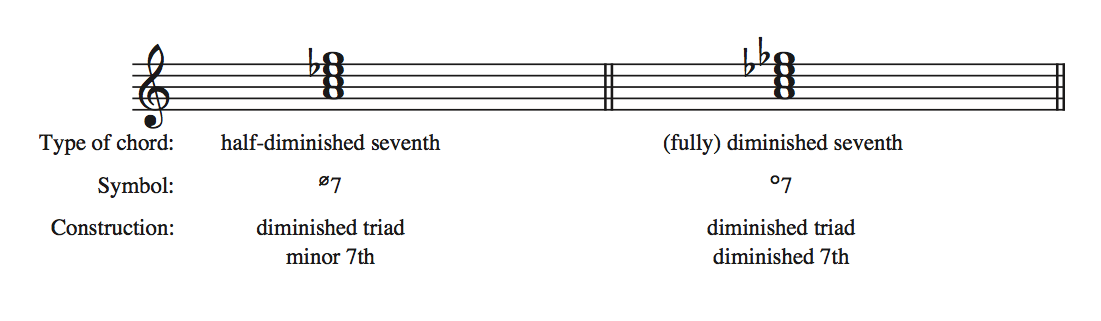 Type of chord: half-diminished seventh (fully) diminished seventh
Symbol: ⌀7 °7
Construction: diminished triad diminished triad
minor 7th diminished 7th